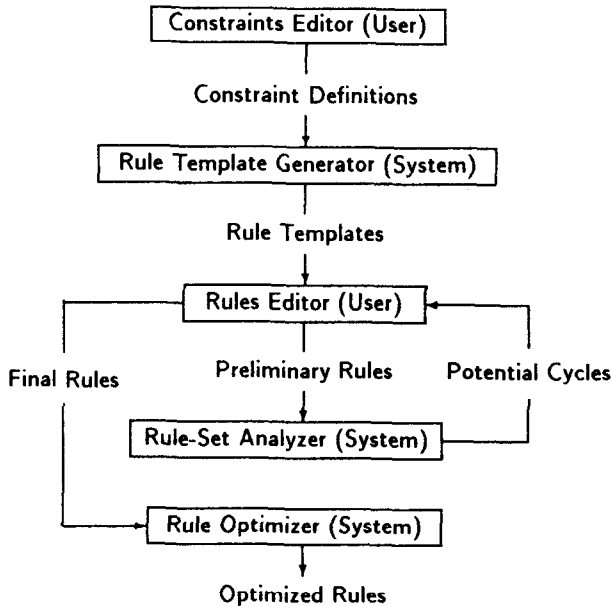 Constraints Editor (User)
Constraint Definitions
Rule Template Generator (System)
Rule Templates
Rules Editor (User)
Final Rules
Preliminary Rules
Potential Cycles
Rule-Set Analyzer (System)
Rule Optimizer (System)
Optimized Rules